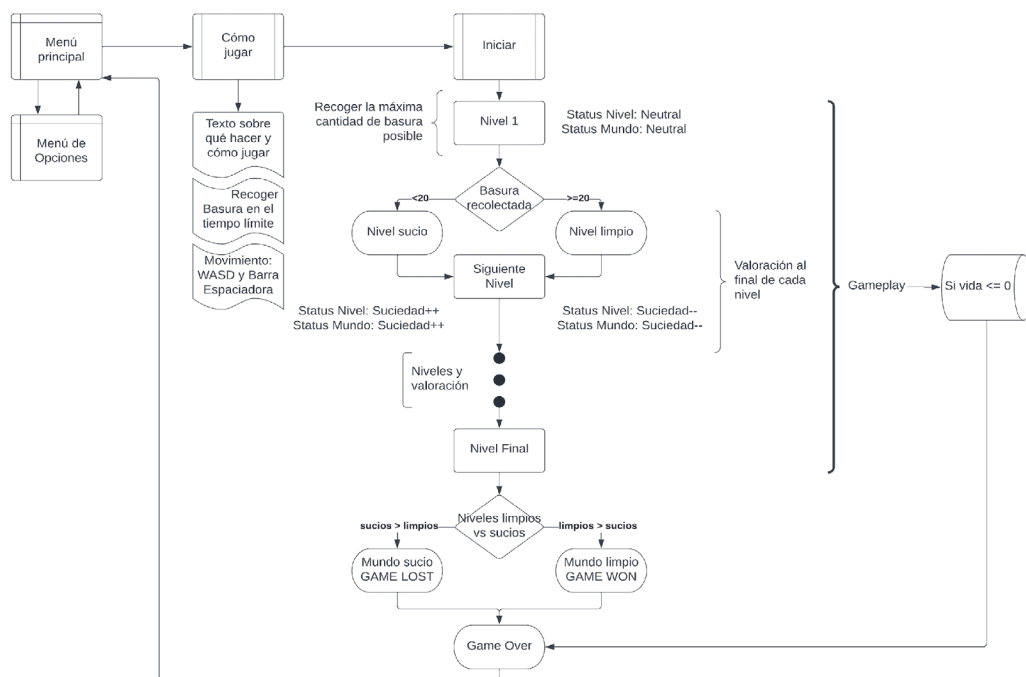 Menú
principal
Cómo
jugar
Iniciar
Menú de
Opciones
Texto sobre
qué hacer y
cómo jugar
Recoger
Basura en el
tiempo límite
Movimiento:
WASD y Barra
Espaciadora
Recoger la máxima
cantidad de basura
posible
Nivel 1
Status Nivel: Neutral
Status Mundo: Neutral
Basura
recolectada
<20
>=20
Nivel sucio
Nivel limpio
Siguiente
Nivel
Status Nivel: Suciedad++
Status Mundo: Suciedad++
Status Nivel: Suciedad--
Status Mundo: Suciedad--
Valoración al
final de cada
nivel
Gameplay
Si vida <= 0
Niveles y
valoración
Nivel Final
Niveles limpios
vs sucios
sucios > limpios
limpios > sucios
Mundo sucio
GAME LOST
Mundo limpio
GAME WON
Game Over